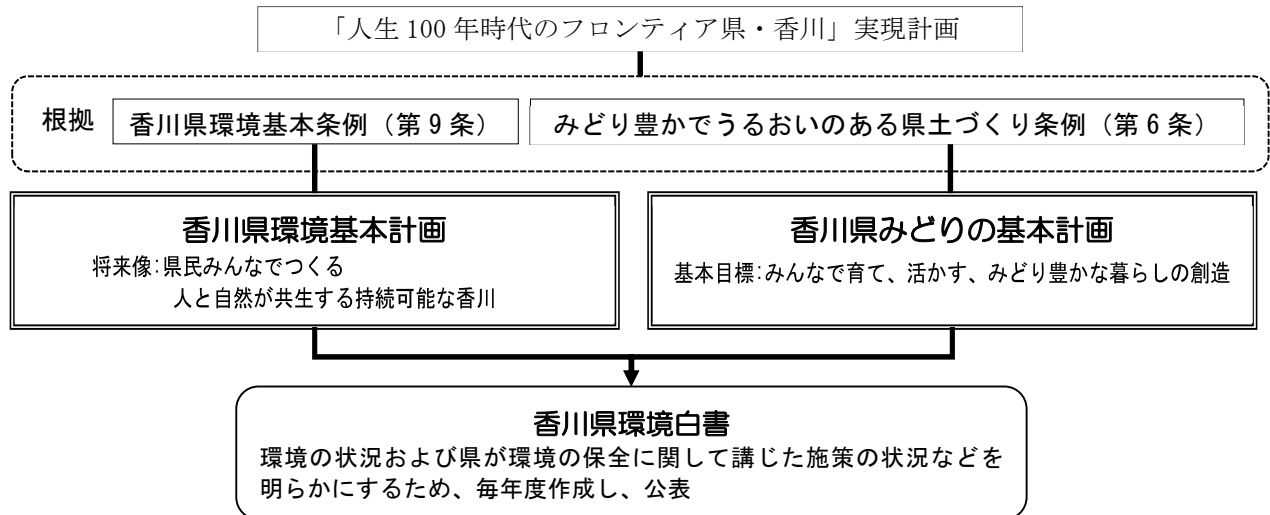 「人生100年時代のフロンティア県・香川」実現計画
根拠
香川県環境基本条例（第9条）
みどり豊かでうるおいのある県土づくり条例（第6条）
香川県環境基本計画
将来像:県民みんなでつくる
人と自然が共生する持続可能な香川
香川県みどりの基本計画
基本目標:みんなで育て、活かす、みどり豊かな暮らしの創造
香川県環境白書
環境の状況および県が環境の保全に関して講じた施策の状況などを
明らかにするため、毎年度作成し、公表